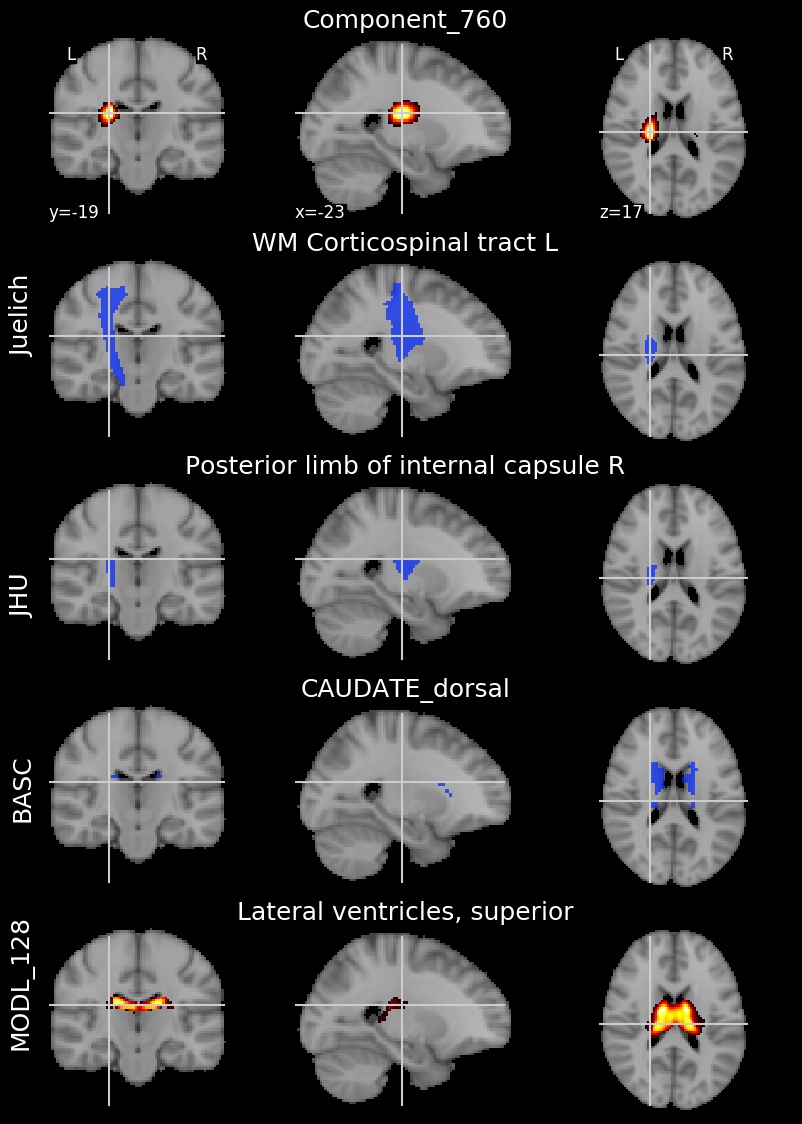 Component_760
L R L R
y=-19 x=-23 z=17
WM Corticospinal tract L
Juelich
Posterior limb of internal capsule R
JHU
CAUDATE_dorsal
BASC
Lateral ventricles, superior
MODL_128